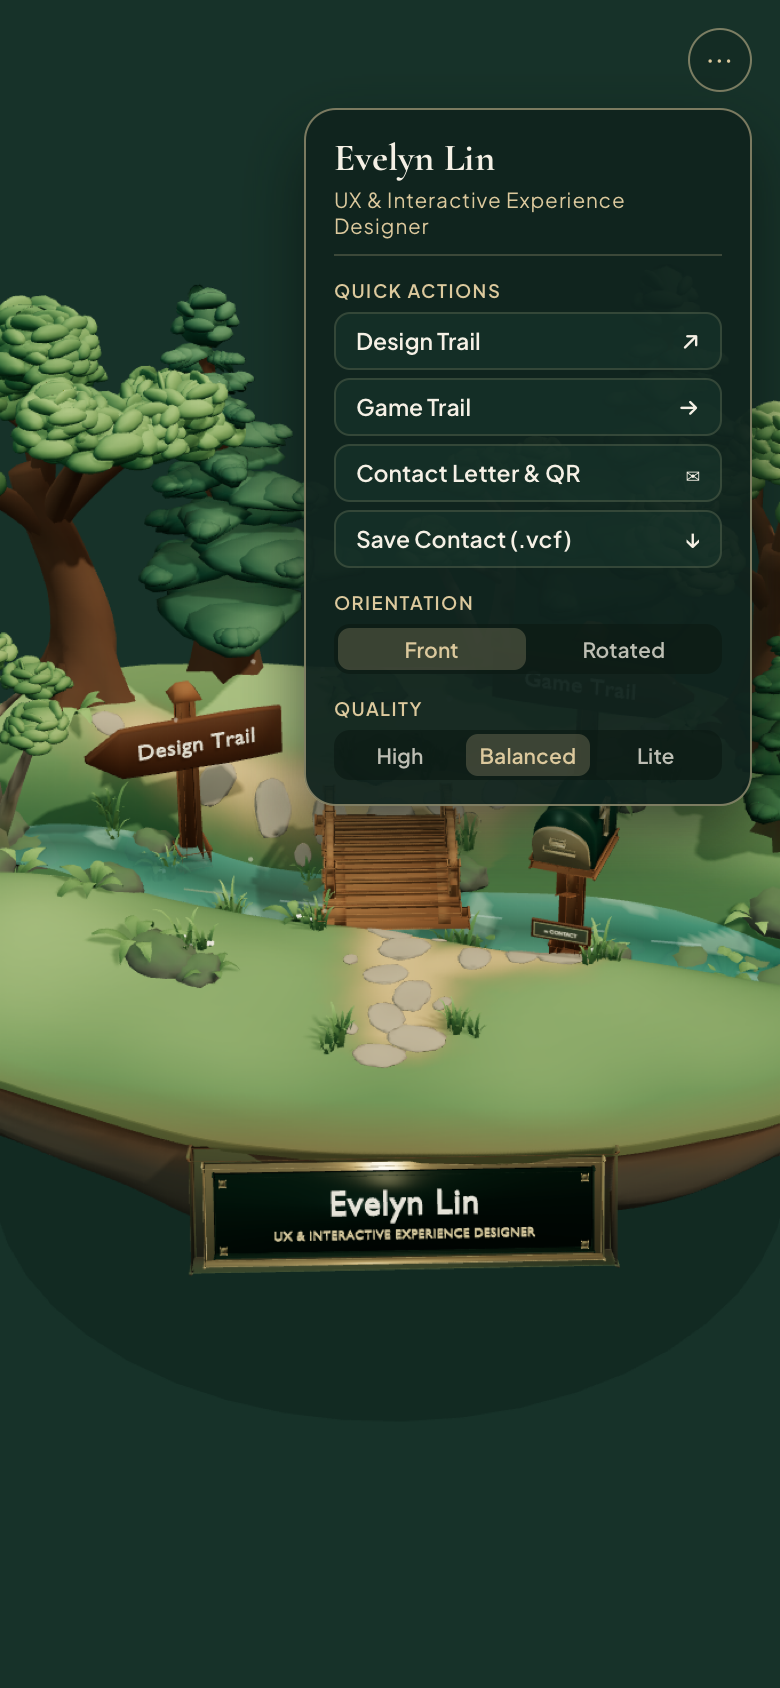 ...
Evelyn Lin
UX & Interactive Experience
Designer
QUICK ACTIONS
Design Trail ↗
Game Trail →
Contact Letter & QR ✉
Save Contact (.vcf) ↓
ORIENTATION
Front Rotated
Game Trail
QUALITY
High Balanced Lite
Design Trail
CONTACT
Evelyn Lin
UX & INTERACTIVE EXPERIENCE DESIGNER